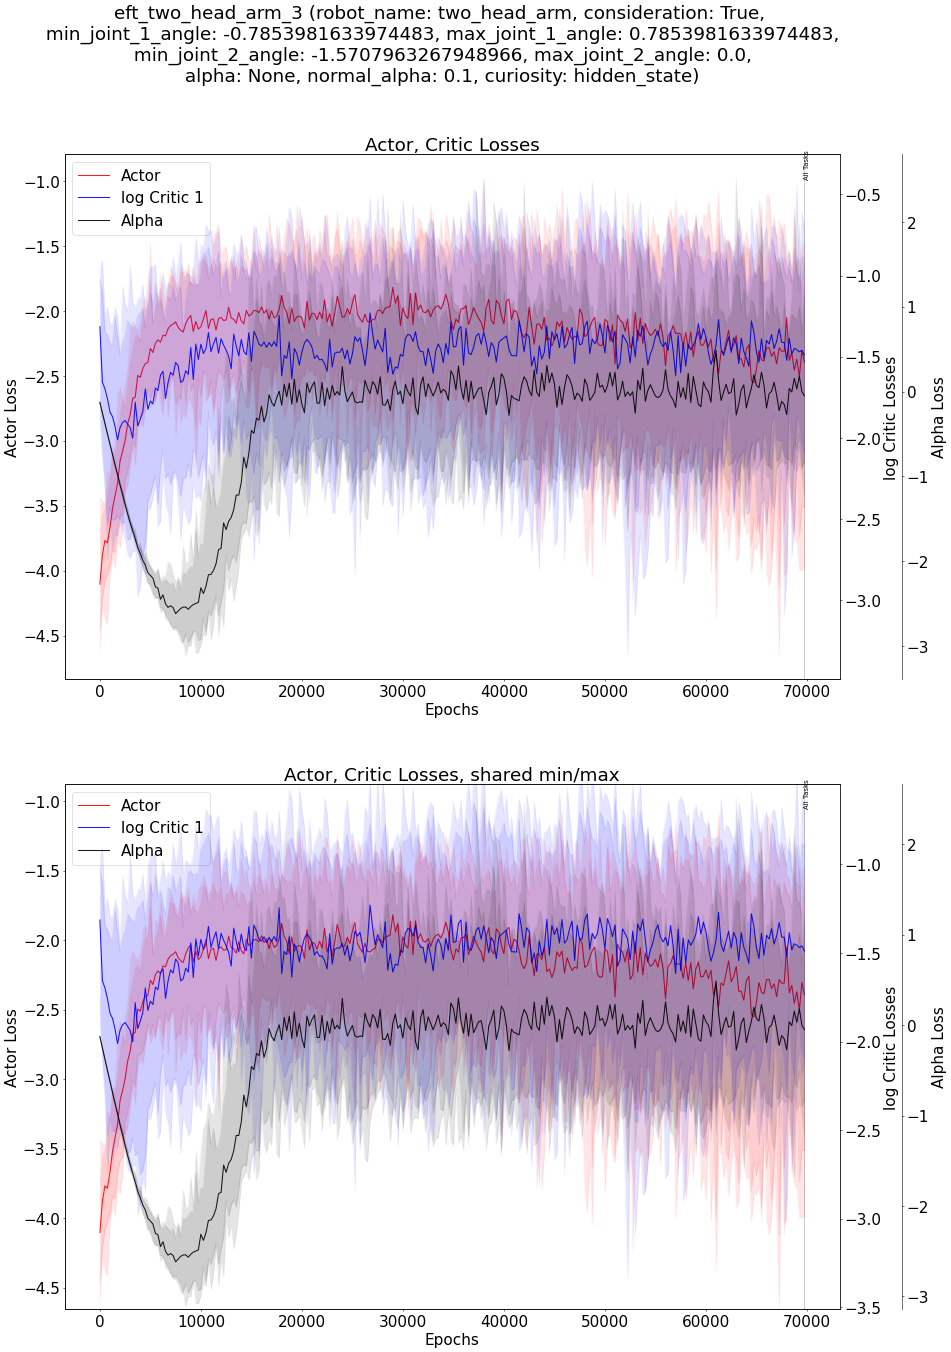 eft_two_head_arm_3 (robot_name: two_head_arm, consideration: True,
min_joint_1_angle: -0.7853981633974483, max_joint_1_angle: 0.7853981633974483,
min_joint_2_angle: -1.5707963267948966, max_joint_2_angle: 0.0,
alpha: None, normal_alpha: 0.1, curiosity: hidden_state)
Actor, Critic Losses
All Tasks
Actor
log Critic 1
Alpha
−1.0
−1.5
−2.0
−2.5
−3.0
−3.5
−4.0
−4.5
Actor Loss
−0.5
−1.0
−1.5
−2.0
−2.5
−3.0
log Critic Losses
2
1
0
−1
−2
−3
Alpha Loss
0
10000
20000
30000
40000
50000
60000
70000
Epochs
Actor, Critic Losses, shared min/max
All Tasks
Actor
log Critic 1
Alpha
−1.0
−1.5
−2.0
−2.5
−3.0
−3.5
−4.0
−4.5
Actor Loss
−1.0
−1.5
−2.0
−2.5
−3.0
−3.5
log Critic Losses
2
1
0
−1
−2
−3
Alpha Loss
0
10000
20000
30000
40000
50000
60000
70000
Epochs